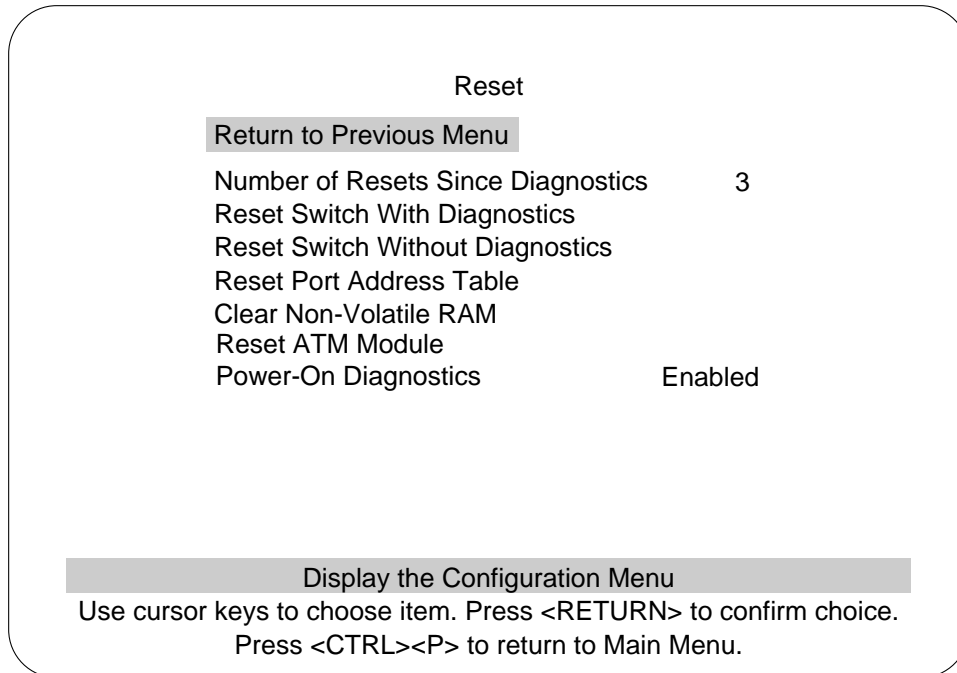 Reset
Return to Previous Menu
Number of Resets Since Diagnostics 3
Reset Switch With Diagnostics
Reset Switch Without Diagnostics
Reset Port Address Table
Clear Non-Volatile RAM
Reset ATM Module
Power-On Diagnostics Enabled
Display the Configuration Menu
Use cursor keys to choose item. Press <RETURN> to confirm choice.
Press <CTRL><P> to return to Main Menu.